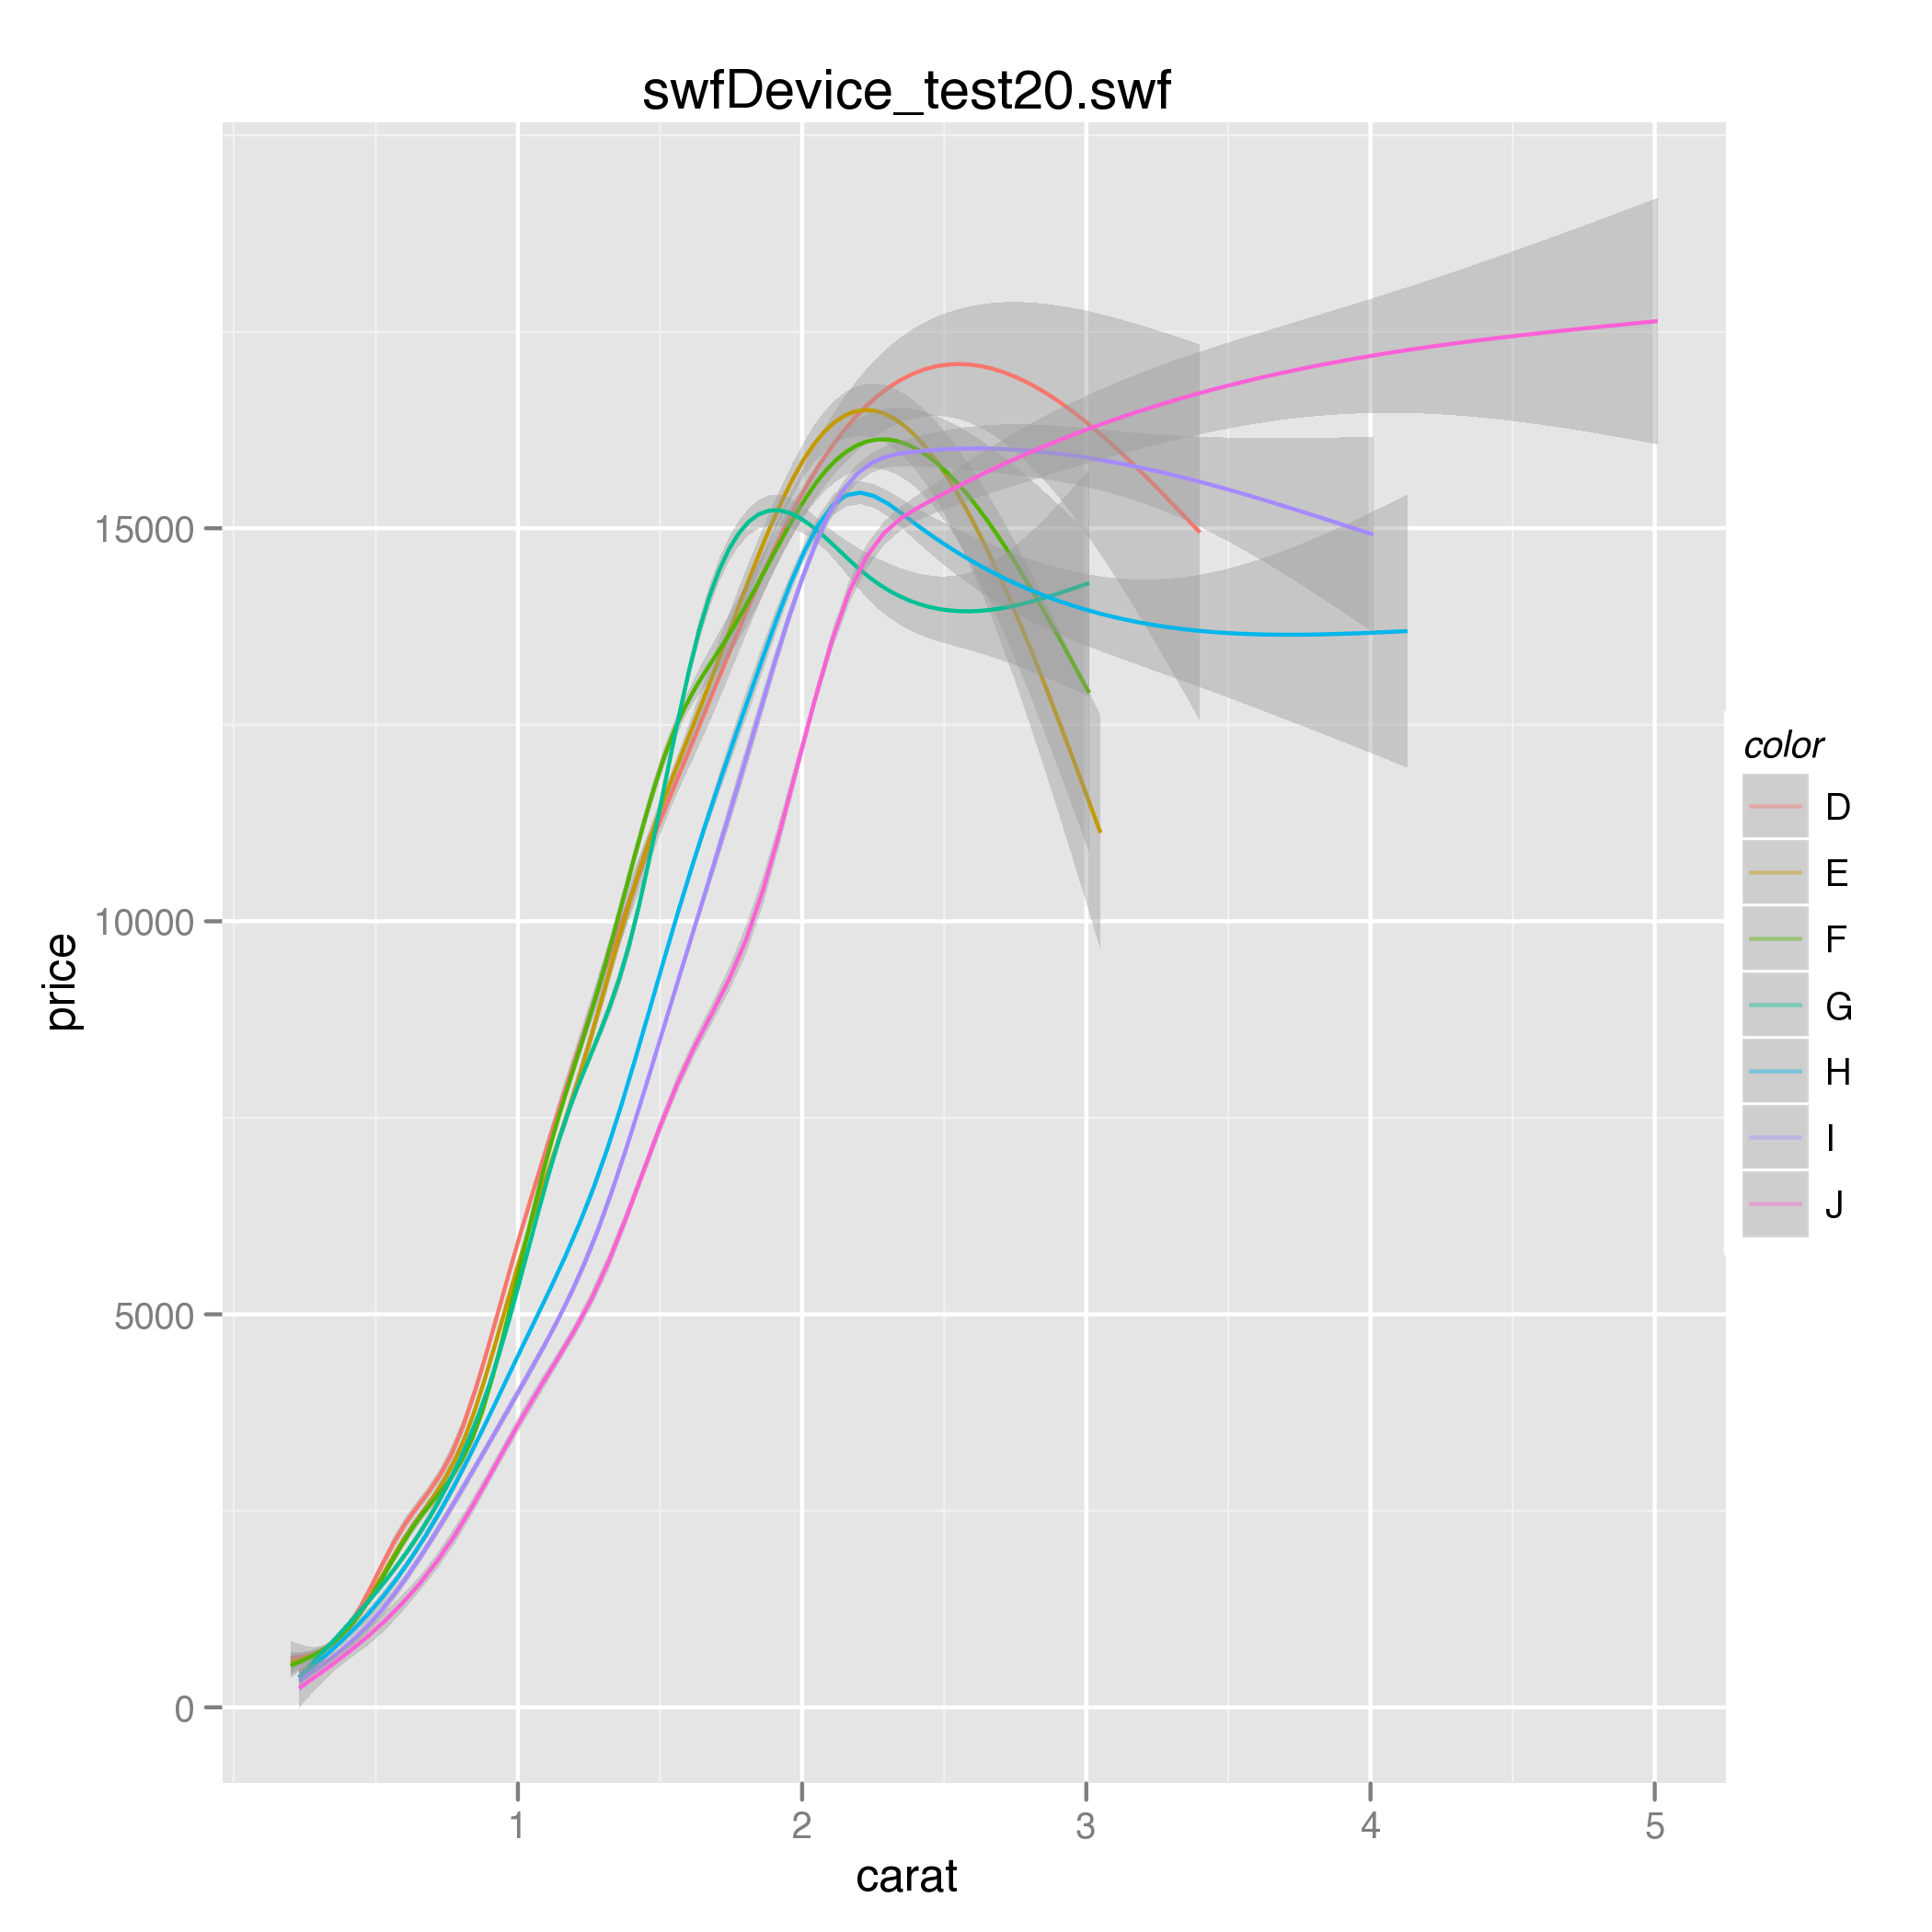 swfDevice_test20.swf
price
15000
10000
5000
0
1 2 3 4 5
carat
color
D
E
F
G
H
I
J